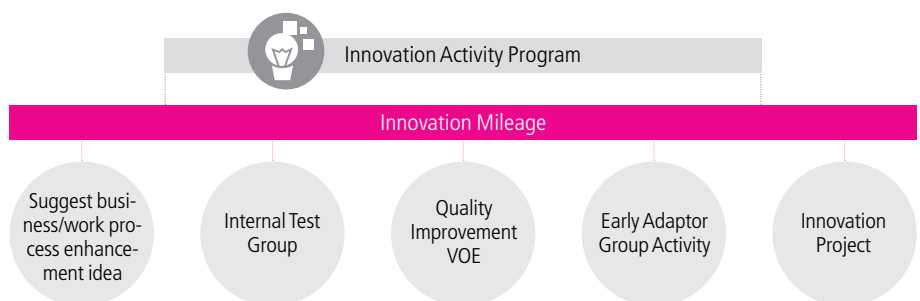 Innovation Activity Program
Innovation Mileage
Suggest busi-
ness/work pro-
cess enhance-
ment idea
Internal Test
Group
Quality
Improvement
VOE
Early Adaptor
Group Activity
Innovation
Project